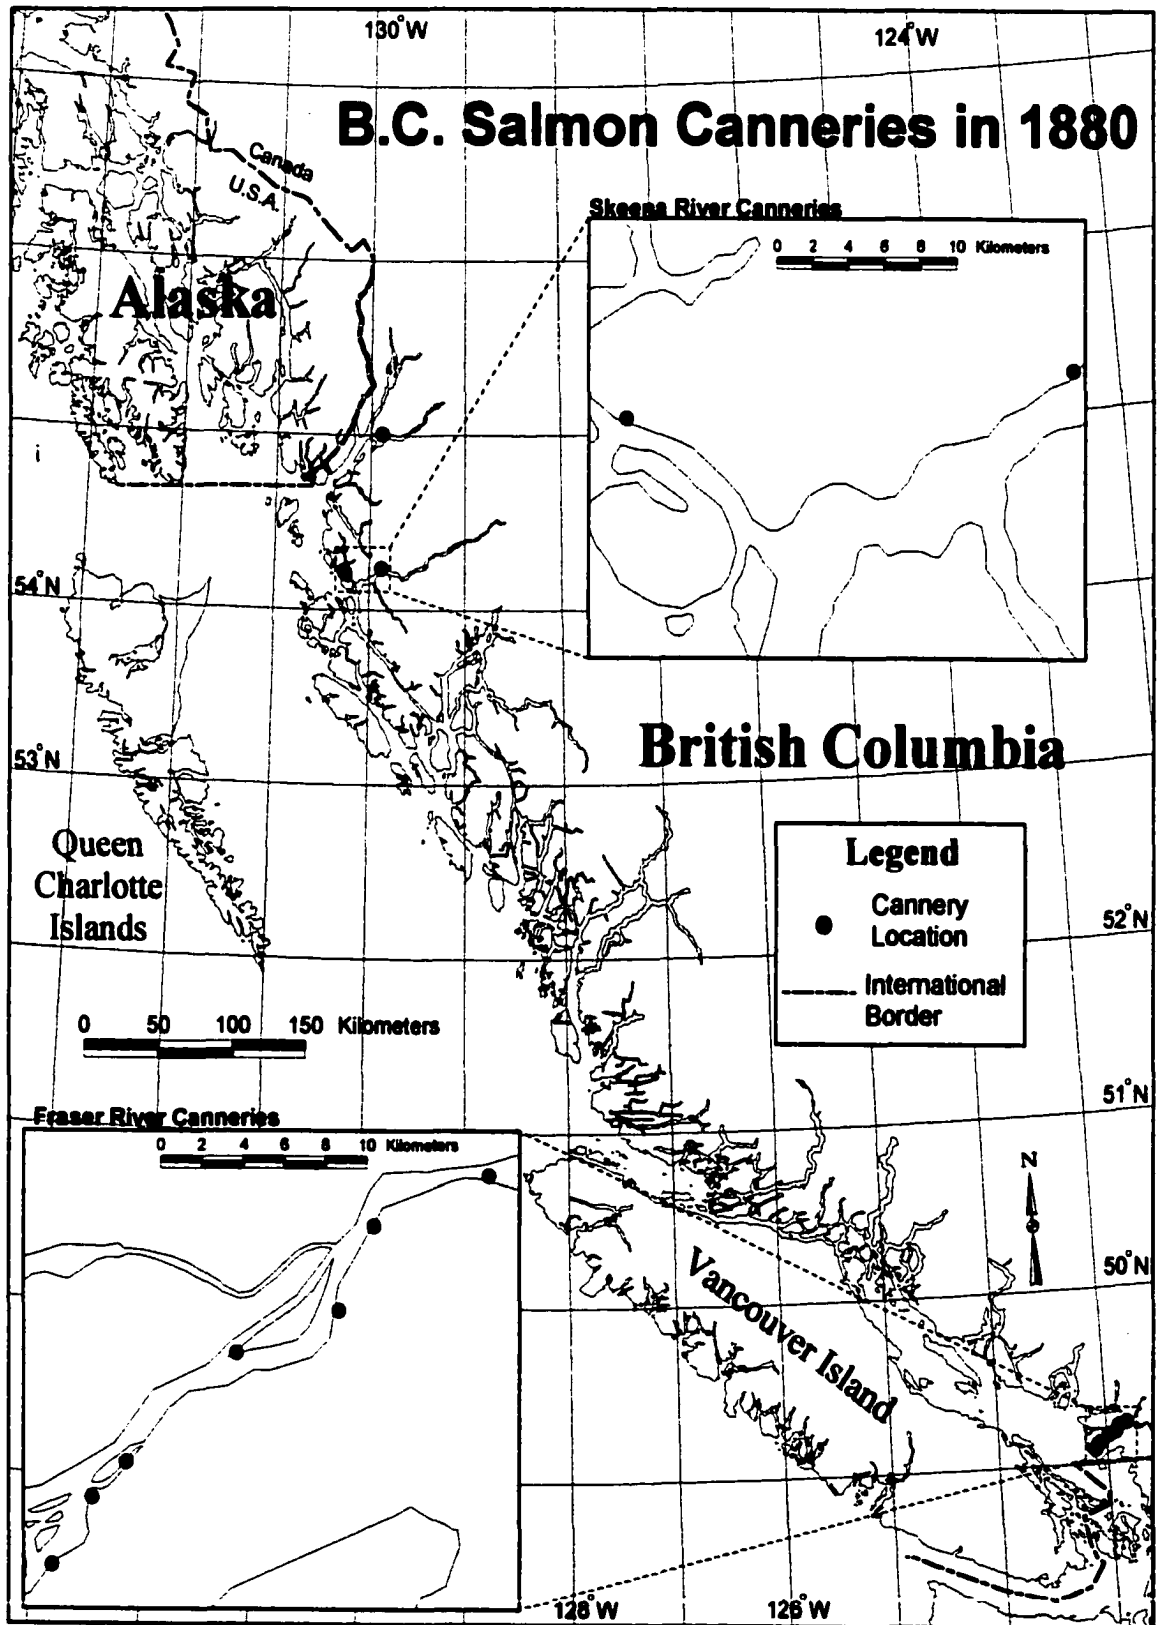 130°W
124°W
B.C. Salmon Canneries in 1880
Canada
U.S.A.
Skeena River Canneries
0 2 4 6 8 10 Kilometers
Alaska
54°N
British Columbia
53°N
Queen
Charlotte
Islands
Legend
Cannery
Location
International
Border
52°N
0 50 100 150 Kilometers
51°N
Fraser River Canneries
0 2 4 6 8 10 Kilometers
N
50°N
Vancouver Island
128°W
126°W